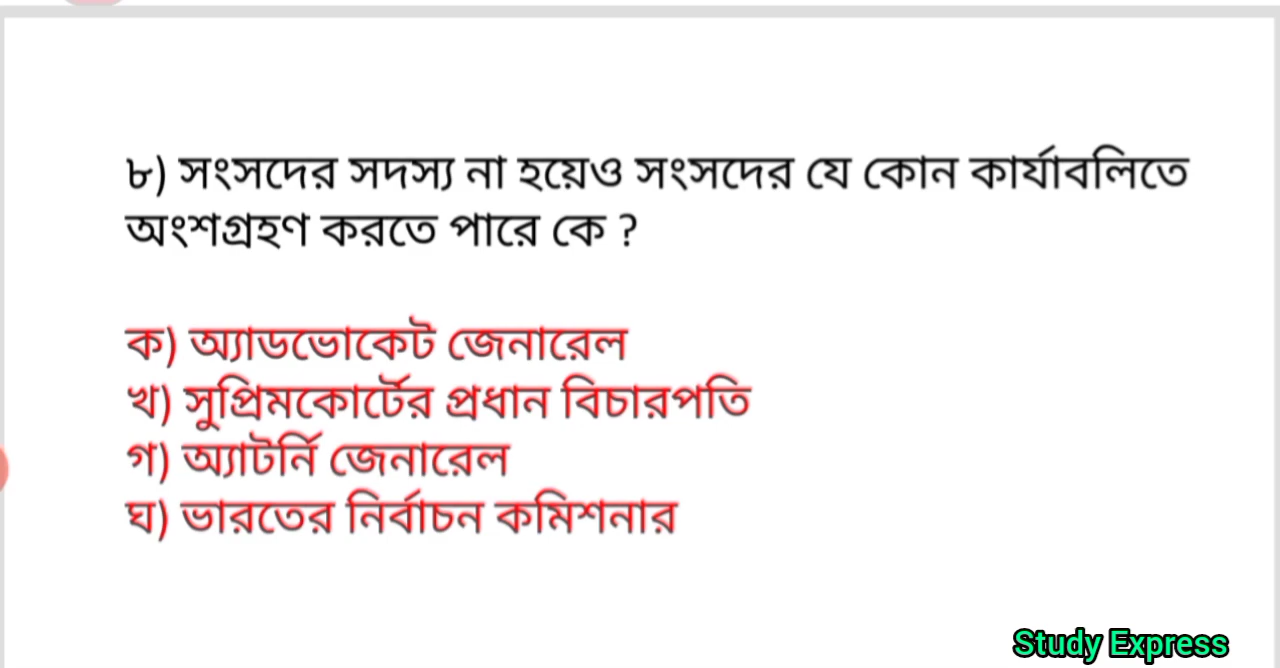 ৮) সংসদের সদস্য না হয়েও সংসদের যে কোন কার্যাবলিতে
অংশগ্রহণ করতে পারে কে ?
ক) অ্যাডভোকেট জেনারেল
খ) সুপ্রিমকোর্টের প্রধান বিচারপতি
গ) অ্যাটর্নি জেনারেল
ঘ) ভারতের নির্বাচন কমিশনার
Study Express